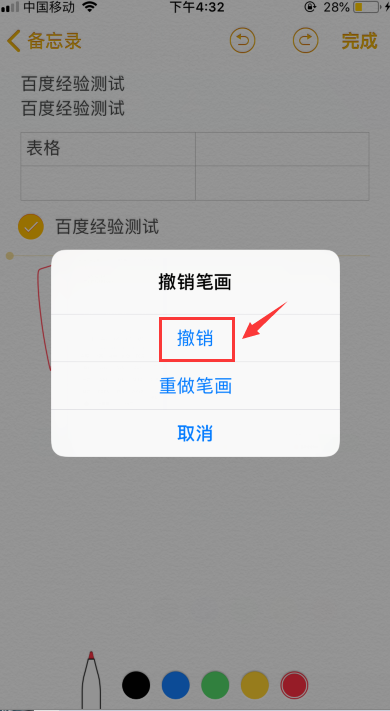 中国移动 下午4:32 28%
备忘录 完成
百度经验测试
百度经验测试
表格
百度经验测试
撤销笔画
撤销
重做笔画
取消